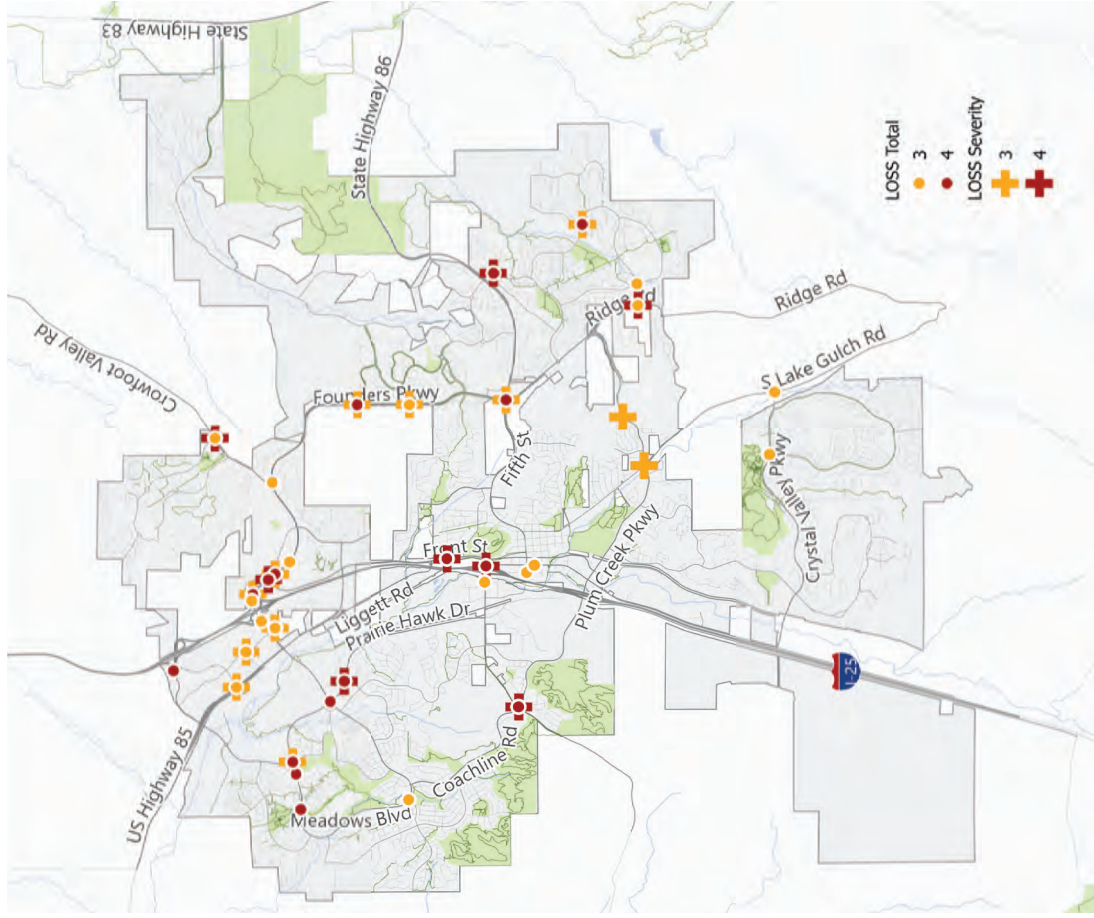 State Highway 83
State Highway 86
Crowfoot Valley Rd
Founders Pkwy
Ridge Rd
Ridge Rd
S Lake Gulch Rd
Fifth St
Front St
Liggett Rd
Prairie Hawk Dr
Plum Creek Pkwy
Crystal Valley Pkwy
US Highway 85
Meadows Blvd
Coachline Rd
I-25
LOSS Total
3
4
LOSS Severity
3
4